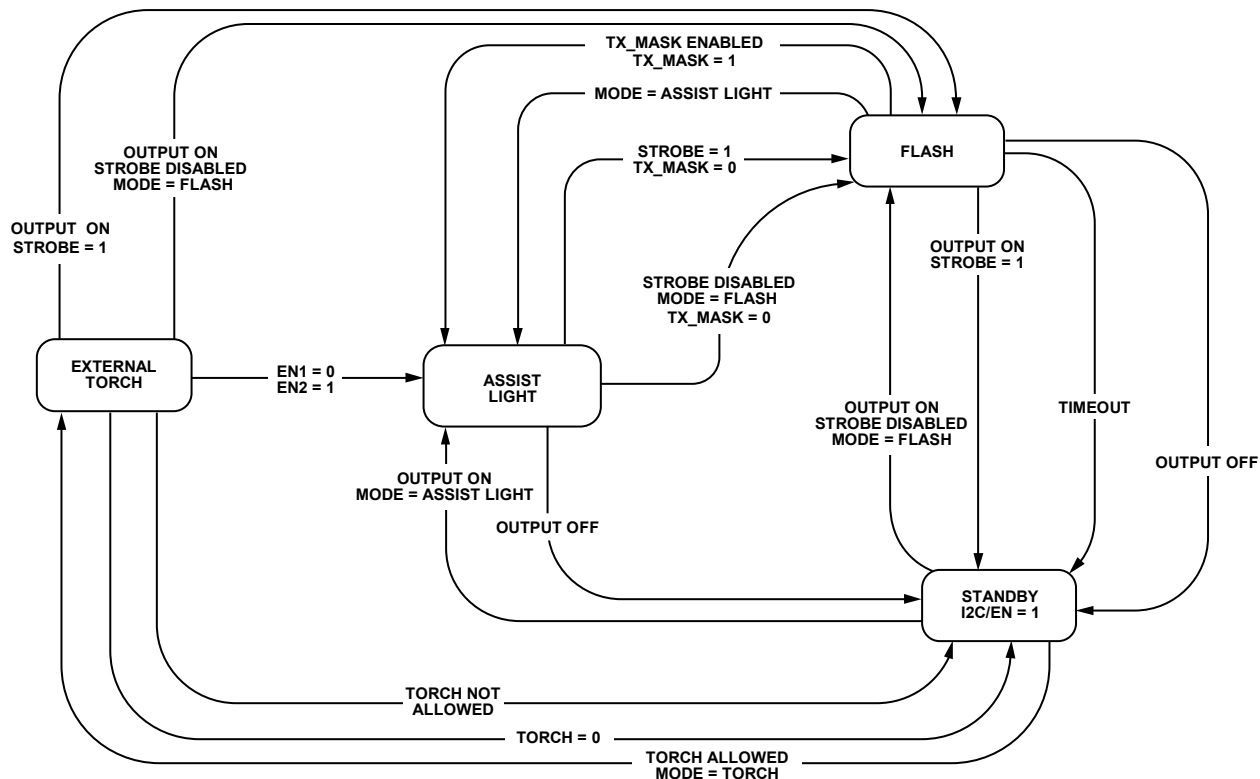 TX_MASK ENABLED
TX_MASK = 1
MODE = ASSIST LIGHT
FLASH
OUTPUT ON
STROBE DISABLED
MODE = FLASH
STROBE = 1
TX_MASK = 0
OUTPUT ON
STROBE = 1
OUTPUT ON
STROBE = 1
STROBE DISABLED
MODE = FLASH
TX_MASK = 0
EXTERNAL
TORCH
EN1 = 0
EN2 = 1
ASSIST
LIGHT
OUTPUT ON
STROBE DISABLED
MODE = FLASH
TIMEOUT
OUTPUT OFF
OUTPUT ON
MODE = ASSIST LIGHT
OUTPUT OFF
STANDBY
I2C/EN = 1
TORCH NOT
ALLOWED
TORCH = 0
TORCH ALLOWED
MODE = TORCH